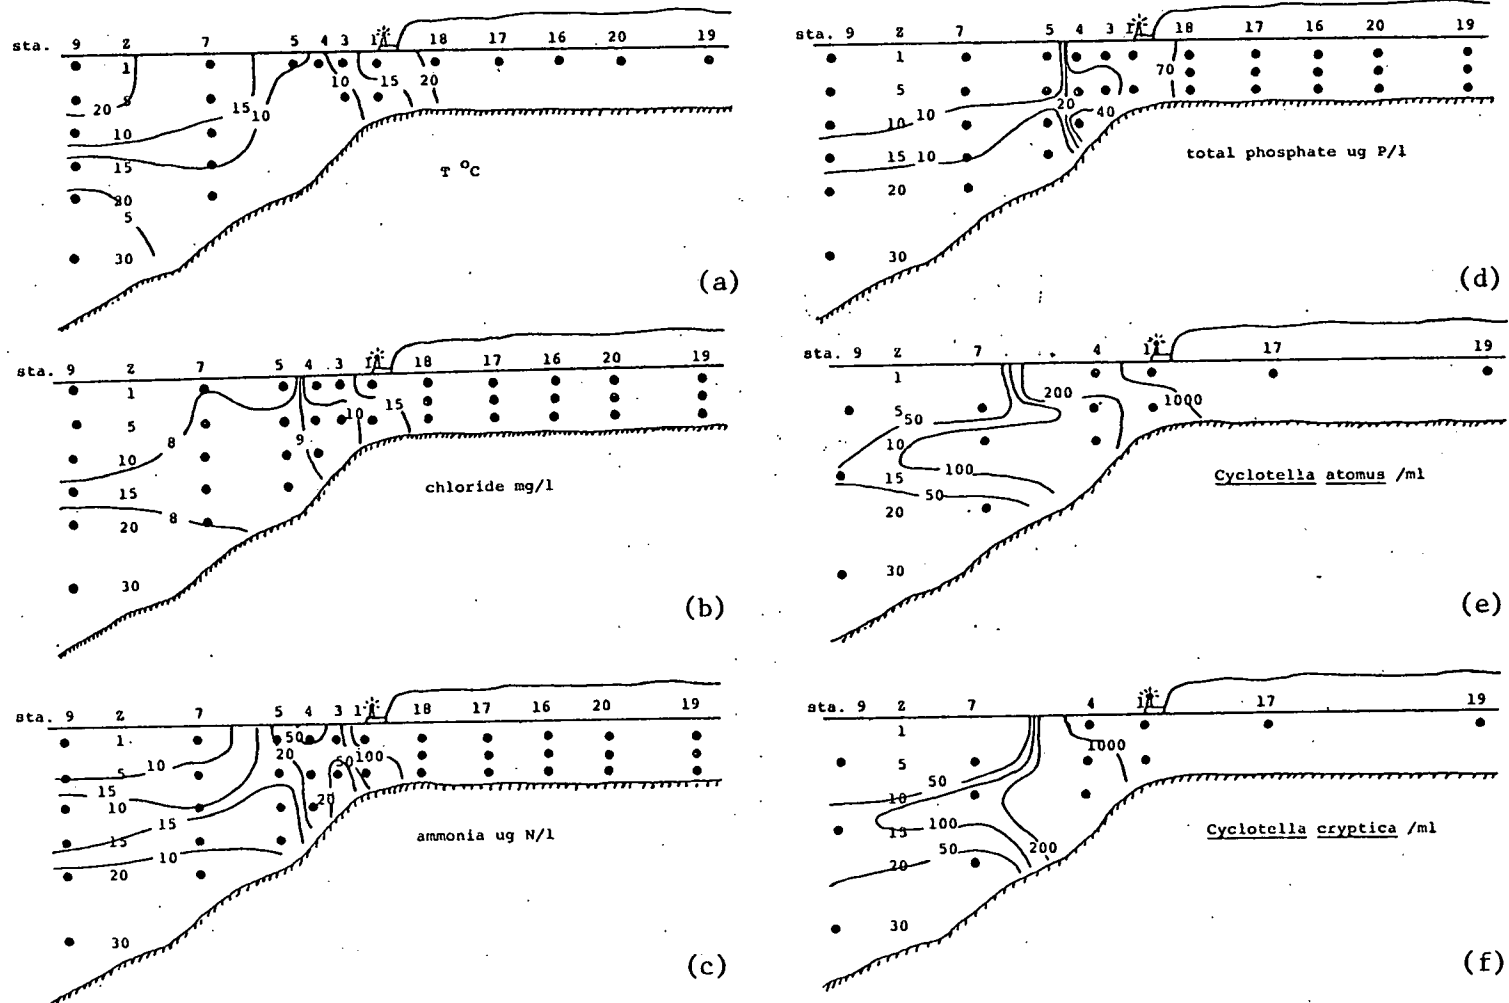 sta. 9 Z 7 5 4 3 1 18 17 16 20 19
1
10 15 20
20 5 15
10
10
15
20
5
T °C
30
(a)
sta. 9 Z 7 5 4 3 1 18 17 16 20 19
1
10 15
5
8 9
10
15
chloride mg/l
8
20
30
(b)
sta. 9 Z 7 5 4 3 1 18 17 16 20 19
1 50
20
10 5 50 100
15
10 20
15
15
ammonia ug N/l
10
20
30
(c)
sta. 9 Z 7 5 4 3 1 18 17 16 20 19
1
70
5
20
10 10 40
15 10
total phosphate ug P/l
20
30
(d)
sta. 9 Z 7 4 1 17 19
1
200 1000
5 50
10
100
15
50
Cyclotella atomus /ml
20
30
(e)
sta. 9 Z 7 4 1 17 19
1
1000
5
50
10
100
15
Cyclotella cryptica /ml
50 200
20
30
(f)